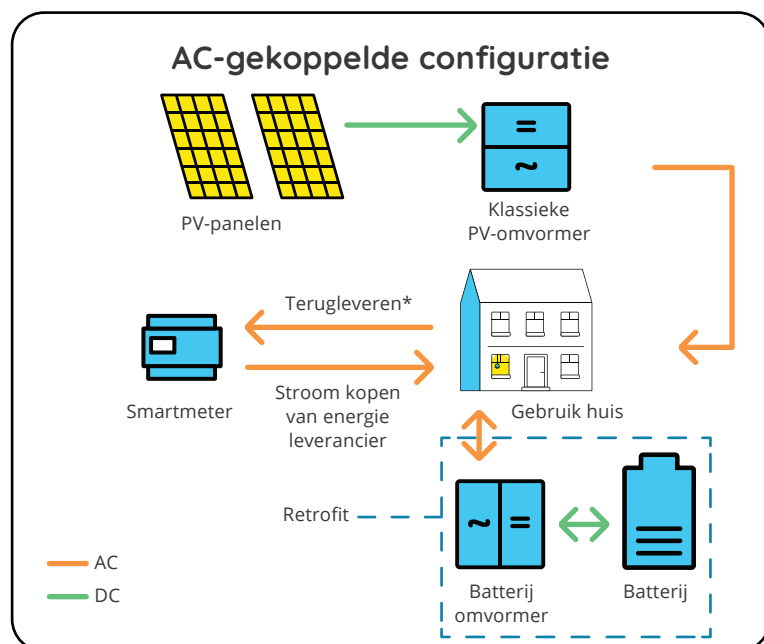 AC-gekoppelde configuratie
=
~
PV-panelen
Klassieke
PV-omvormer
Terugleveren*
Smartmeter
Stroom kopen
van energie
leverancier
Gebruik huis
Retrofit
~ =
Batterij
omvormer
Batterij
AC
DC